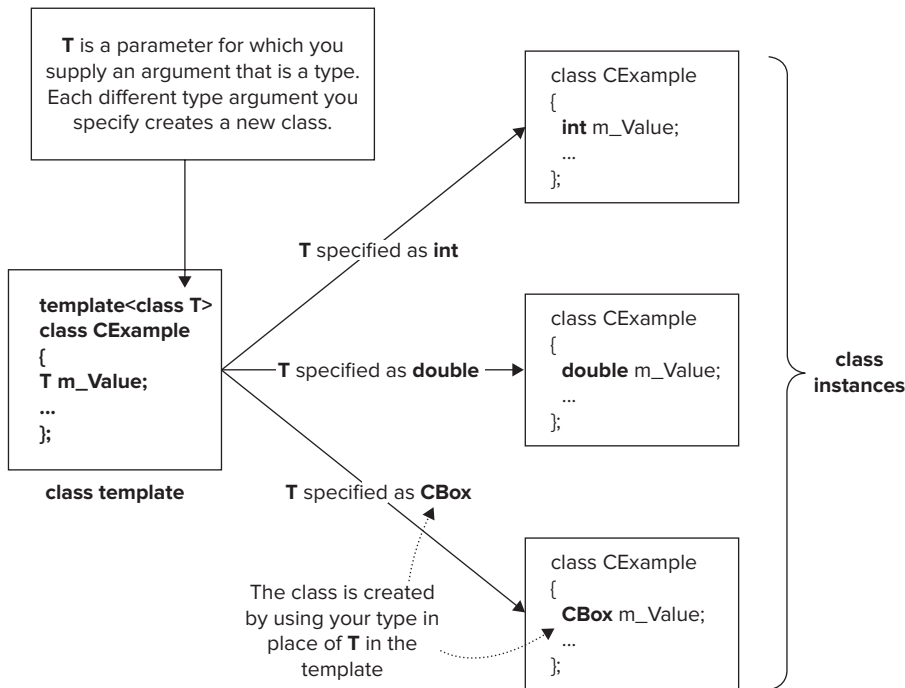 T is a parameter for which you
supply an argument that is a type.
Each different type argument you
specify creates a new class.
template<class T>
class CExample
{
T m_Value;
...
};
class template
T specified as int
T specified as double
T specified as CBox
The class is created
by using your type in
place of T in the
template
class CExample
{
int m_Value;
...
};
class CExample
{
double m_Value;
...
};
class CExample
{
CBox m_Value;
...
};
class
instances